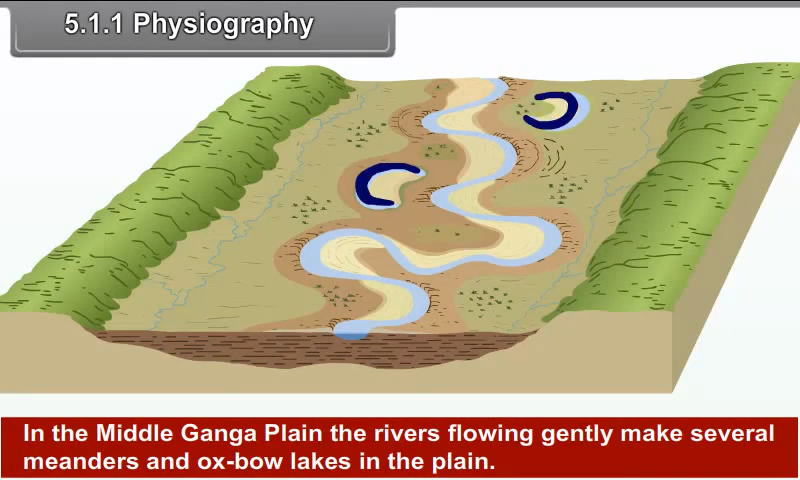 5.1.1 Physiography
In the Middle Ganga Plain the rivers flowing gently make several
meanders and ox-bow lakes in the plain.